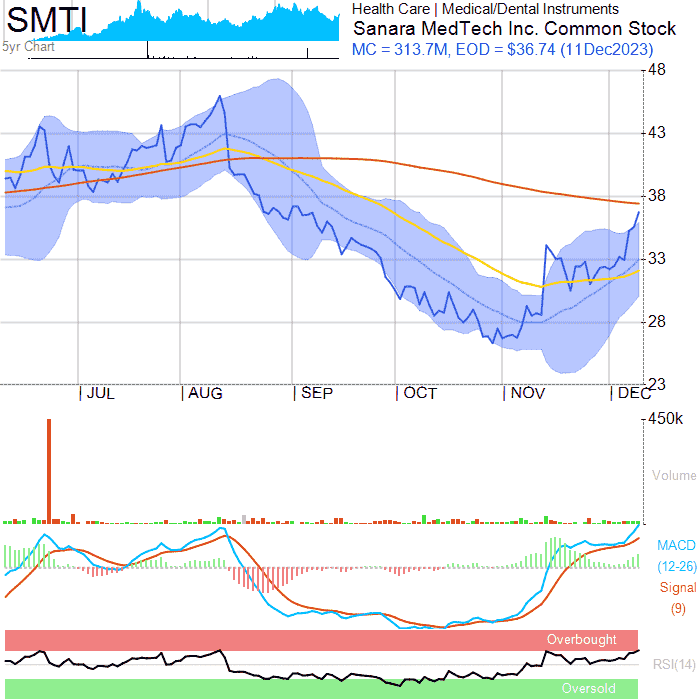 SMTI
5yr Chart
Health Care | Medical/Dental Instruments
Sanara MedTech Inc. Common Stock
MC = 313.7M, EOD = $36.74 (11Dec2023)
48
43
38
33
28
23
JUL AUG SEP OCT NOV DEC
450k
Volume
MACD
(12-26)
Signal
(9)
Overbought
RSI(14)
Oversold